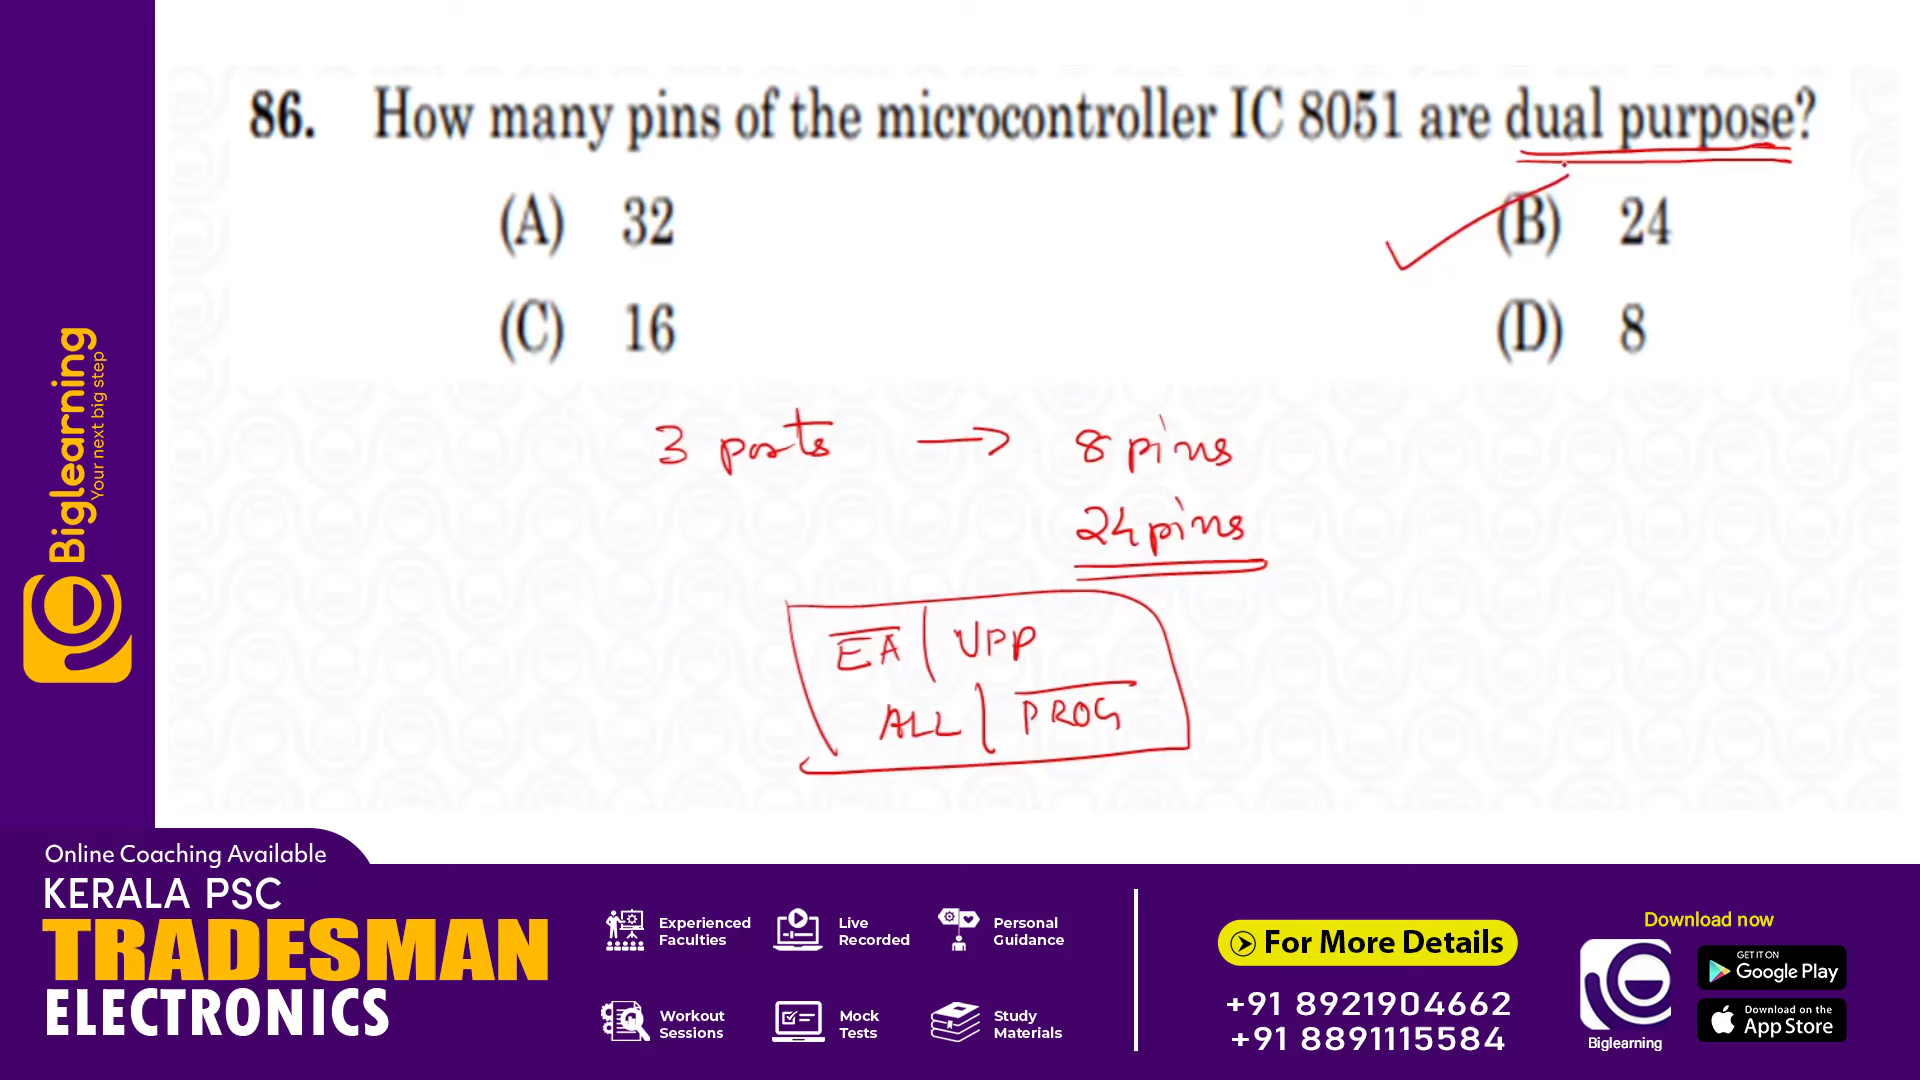 86. How many pins of the microcontroller IC 8051 are dual purpose?
(A) 32 (B) 24
(C) 16 (D) 8
3 ports → 8 pins
24 pins
E̅A̅ | VPP
ALL | P̅R̅O̅G̅
Biglearning
Your next big step
Online Coaching Available
KERALA PSC
TRADESMAN
ELECTRONICS
Experienced Faculties
Live Recorded
Personal Guidance
Workout Sessions
Mock Tests
Study Materials
For More Details
+91 8921904662
+91 8891115584
Download now
Biglearning
GET IT ON
Google Play
Download on the
App Store